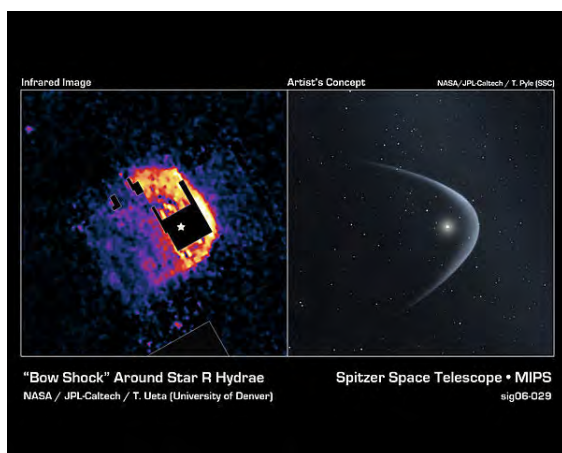 Infrared Image
Artist's Concept
NASA/JPL-Caltech / T. Pyle (SSC)
"Bow Shock" Around Star R Hydrae
NASA / JPL-Caltech / T. Ueta (University of Denver)
Spitzer Space Telescope • MIPS
sig06-029